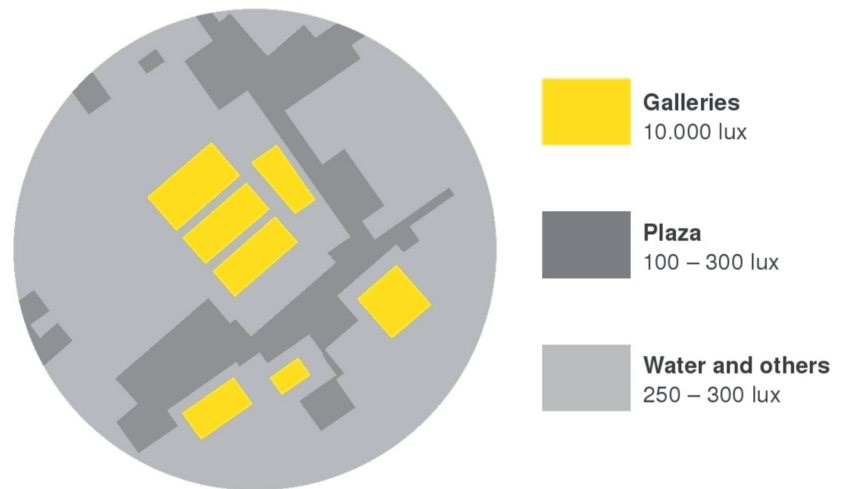 Galleries
10.000 lux
Plaza
100 – 300 lux
Water and others
250 – 300 lux